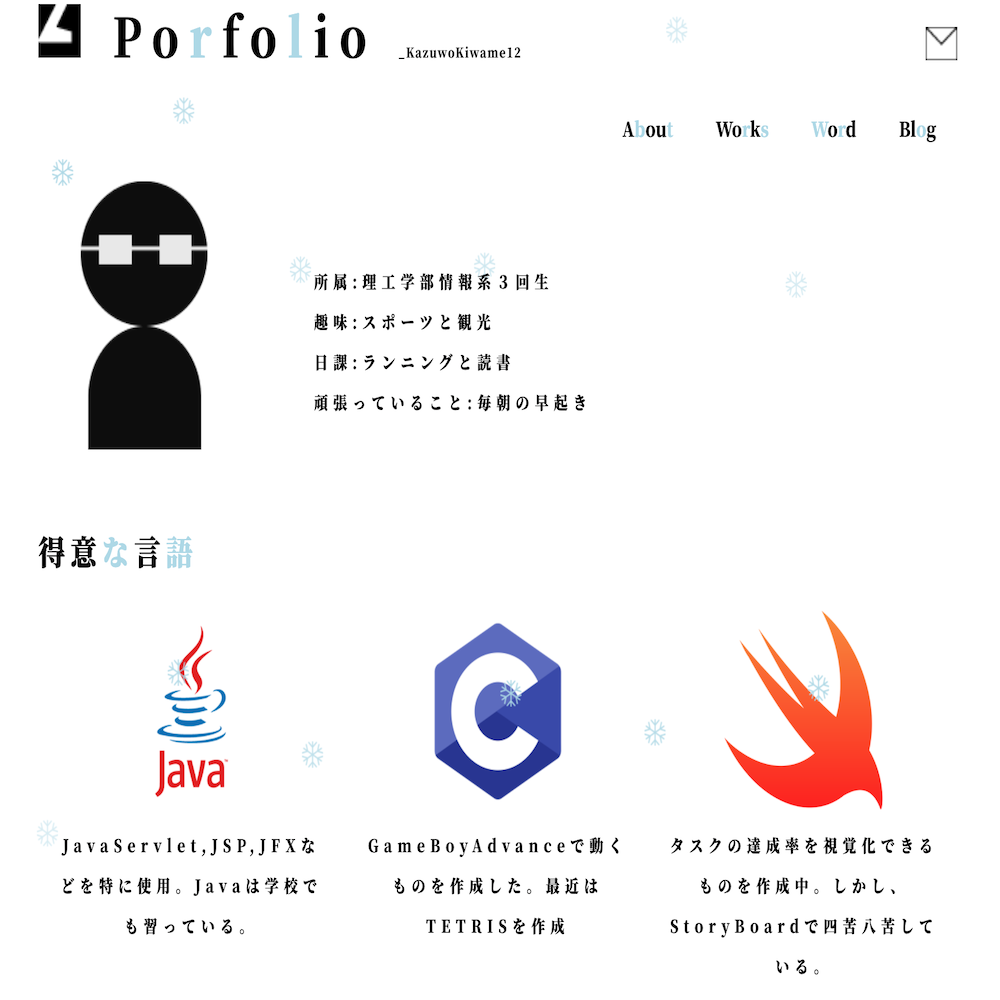 Porfolio _KazuwoKiwame12
About Works Word Blog
所属:理工学部情報系３回生
趣味:スポーツと観光
日課:ランニングと読書
頑張っていること:毎朝の早起き
得意な言語
Java™
C
JavaServlet,JSP,JFXな
どを特に使用。Javaは学校で
も習っている。
GameBoyAdvanceで動く
ものを作成した。最近は
TETRISを作成
タスクの達成率を視覚化できる
ものを作成中。しかし、
StoryBoardで四苦八苦して
いる。